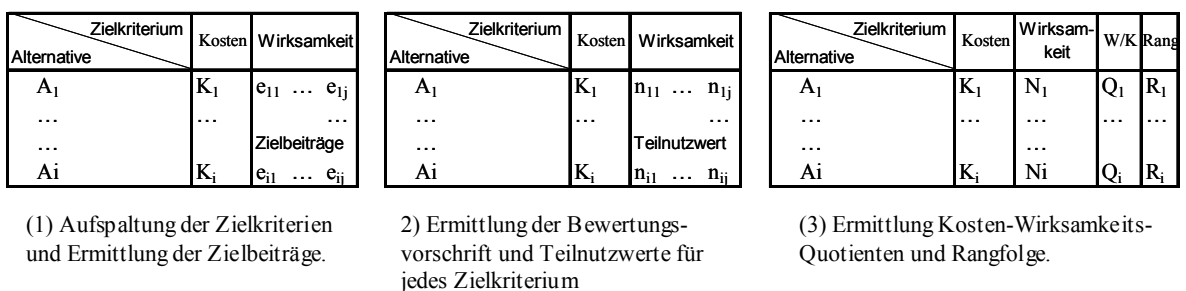 Zielkriterium
Kosten Wirksamkeit
Alternative
A1 K1 e11 … e1j
… … …
… Zielbeiträge
Ai Ki ei1 … eij
(1) Aufspaltung der Zielkriterien
und Ermittlung der Zielbeiträge.
Zielkriterium
Kosten Wirksamkeit
Alternative
A1 K1 n11 … n1j
… … …
… Teilnutzwert
Ai Ki ni1 … nij
2) Ermittlung der Bewertungs-
vorschrift und Teilnutzwerte für
jedes Zielkriterium
Zielkriterium
Kosten Wirksam-
keit W/K Rang
Alternative
A1 K1 N1 Q1 R1
… … … … …
… …
Ai Ki Ni Qi Ri
(3) Ermittlung Kosten-Wirksamkeits-
Quotienten und Rangfolge.